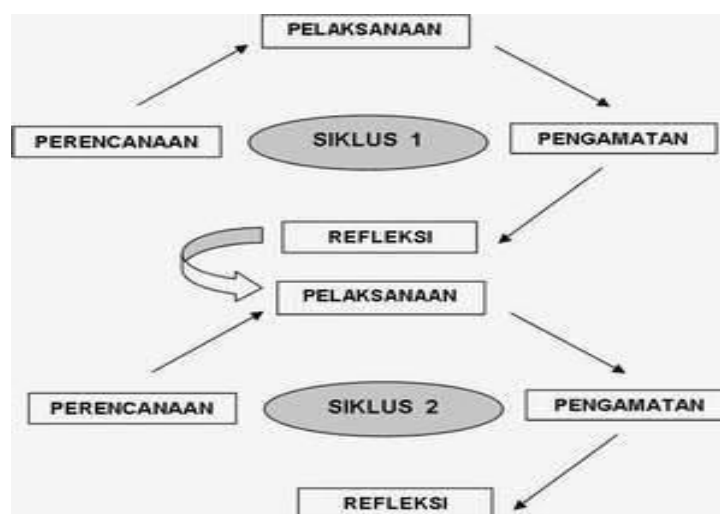 PELAKSANAAN
PERENCANAAN
SIKLUS 1
PENGAMATAN
REFLEKSI
PELAKSANAAN
PERENCANAAN
SIKLUS 2
PENGAMATAN
REFLEKSI